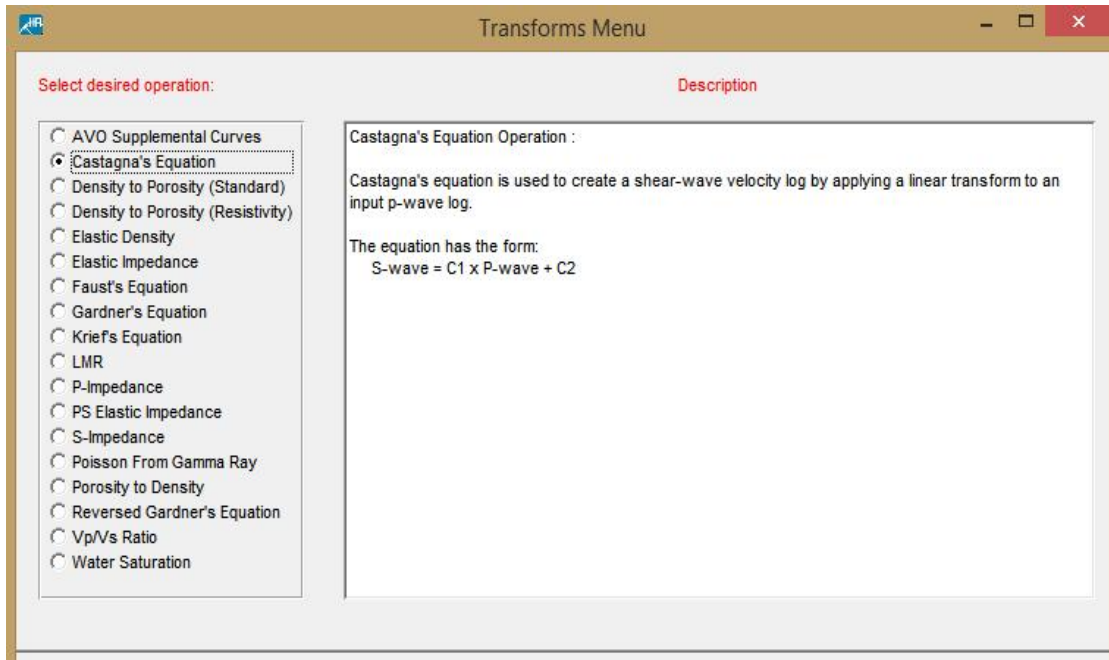 HR
Transforms Menu
Select desired operation:
Description
AVO Supplemental Curves
Castagna's Equation
Density to Porosity (Standard)
Density to Porosity (Resistivity)
Elastic Density
Elastic Impedance
Faust's Equation
Gardner's Equation
Krief's Equation
LMR
P-Impedance
PS Elastic Impedance
S-Impedance
Poisson From Gamma Ray
Porosity to Density
Reversed Gardner's Equation
Vp/Vs Ratio
Water Saturation
Castagna's Equation Operation :
Castagna's equation is used to create a shear-wave velocity log by applying a linear transform to an
input p-wave log.
The equation has the form:
S-wave = C1 x P-wave + C2